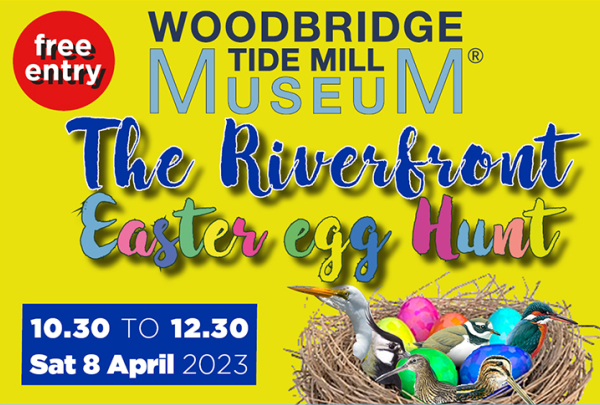 free
entry
WOODBRIDGE
TIDE MILL
MUSEUM®
The Riverfront
Easter egg Hunt
10.30 TO 12.30
Sat 8 April 2023